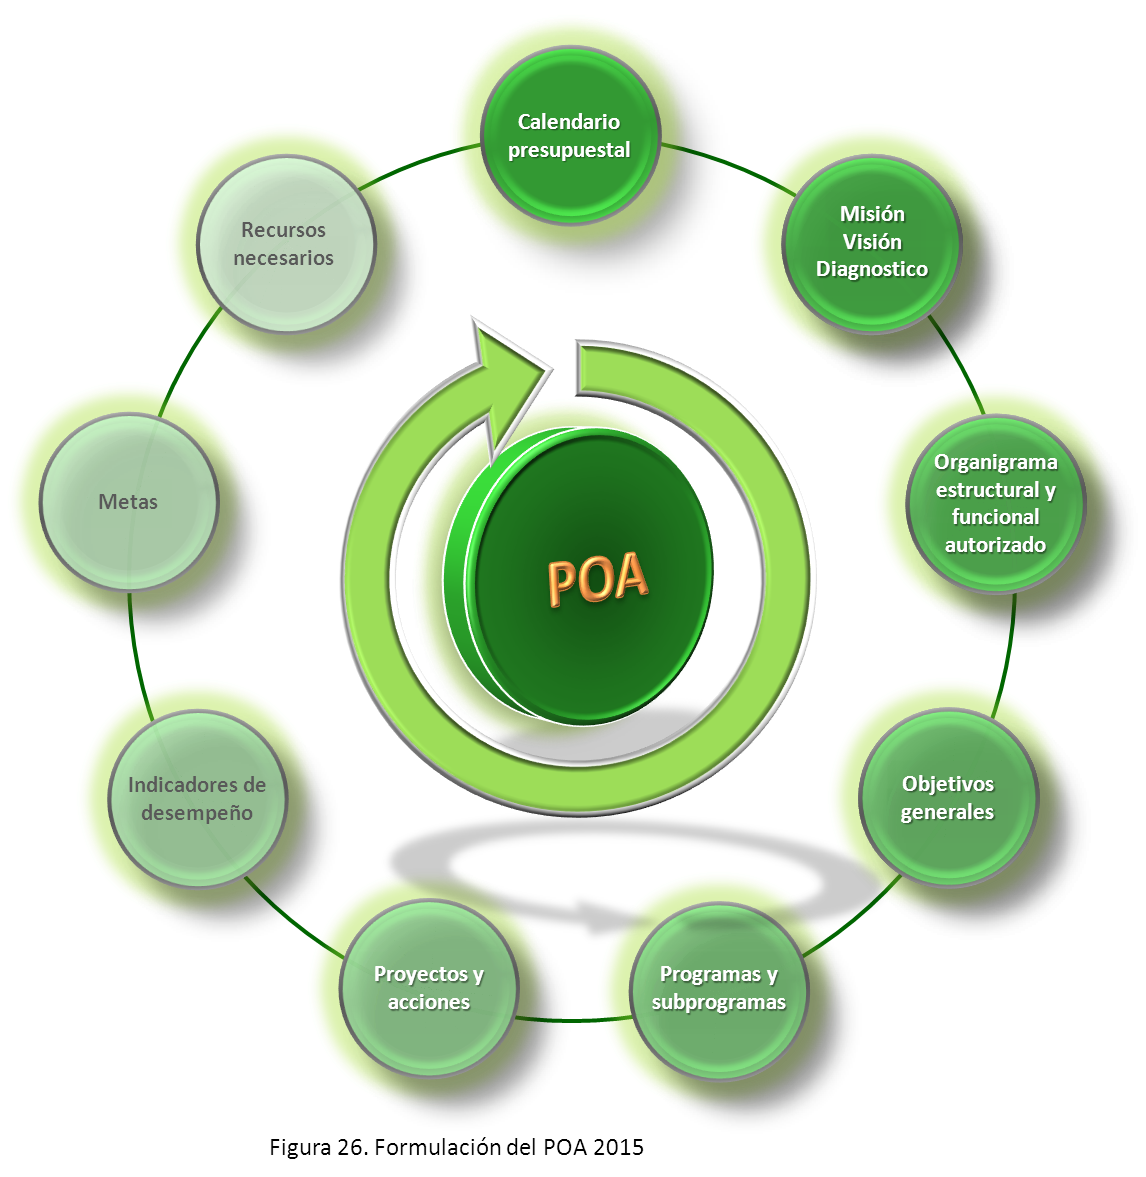 Calendario
presupuestal
Misión
Visión
Diagnostico
Organigrama
estructural y
funcional
autorizado
Objetivos
generales
Programas y
subprogramas
Proyectos y
acciones
Indicadores de
desempeño
Metas
Recursos
necesarios
POA
Figura 26. Formulación del POA 2015